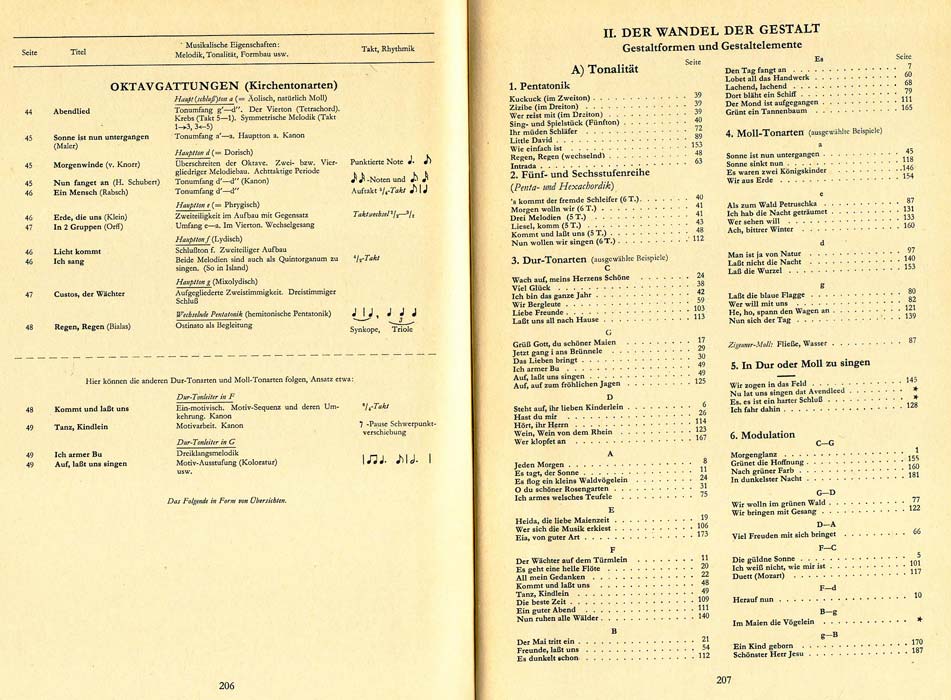 Seite Titel Musikalische Eigenschaften: Takt, Rhythmik
Melodik, Tonalität, Formbau usw.
OKTAVGATTUNGEN (Kirchentonarten)
Haupt(schluß)ton a (= Äolisch, natürlich Moll)
44 Abendlied Tonumfang g'—d''. Der Vierton (Tetrachord).
Krebs (Takt 5—1). Symmetrische Melodik (Takt
1→3, 3←5)
45 Sonne ist nun untergangen Tonumfang a'—a. Hauptton a. Kanon
(Maler)
Hauptton d (= Dorisch)
45 Morgenwinde (v. Knorr) Überschreiten der Oktave. Zwei- bzw. Vier- Punktierte Note
gliedriger Melodiebau. Achttaktige Periode
45 Nun fanget an (H. Schubert) Tonumfang d'—d'' (Kanon) -Noten und
46 Ein Mensch (Rabsch) Tonumfang d'—d'' Auftakt 3/4-Takt
Hauptton e (= Phrygisch)
46 Erde, die uns (Klein) Zweiteiligkeit im Aufbau mit Gegensatz
47 In 2 Gruppen (Orff) Umfang e—a. Im Vierton. Wechselgesang
Hauptton f (Lydisch)
46 Licht kommt Schlußton f. Zweiteiliger Aufbau
46 Ich sang Beide Melodien sind auch als Quintorganum zu
singen. (So in Island)
Hauptton g (Mixolydisch)
47 Custos, der Wächter Aufgegliederte Zweistimmigkeit. Dreistimmiger
Schluß
Wechselnde Pentatonik (hemitonische Pentatonik)
48 Regen, Regen (Bialas) Ostinato als Begleitung Synkope, Triole
Hier können die anderen Dur-Tonarten und Moll-Tonarten folgen, Ansatz etwa:
Dur-Tonleiter in F
48 Kommt und laßt uns Ein-motivisch. Motiv-Sequenz und deren Um-
kehrung. Kanon
49 Tanz, Kindlein Motivarbeit. Kanon -Pause Schwerpunkt-
verschiebung
Dur-Tonleiter in G
49 Ich armer Bu Dreiklangsmelodik
49 Auf, laßt uns singen Motiv-Ausstufung (Koloratur)
usw.
Das Folgende in Form von Übersichten.
206
II. DER WANDEL DER GESTALT
Gestaltformen und Gestaltelemente
Seite
A) Tonalität
1. Pentatonik
Kuckuck (im Zweiton) 39
Ziribe (im Dreiton) 39
Wer reist mit (im Dreiton) 39
Sing- und Spielstück (Fünfton) 40
Ihr müden Schläfer 72
Little David 89
Wie einfach ist 153
Regen, Regen (wechselnd) 48
Intrada 63
2. Fünf- und Sechsstufenreihe
(Penta- und Hexachordik)
's kommt der fremde Schleifer (6 T.) 40
Morgen wolln wir (6 T.) 41
Drei Melodien (5 T.) 41
Liesel, komm (5 T.) 43
Kommt und laßt uns (5 T.) 48
Nun wollen wir singen (6 T.) 112
3. Dur-Tonarten (ausgewählte Beispiele)
C
Wach auf, meins Herzens Schöne 24
Viel Glück 38
Ich bin das ganze Jahr 42
Wir Bergleute 59
Liebe Freunde 103
Laßt uns all nach Hause 113
G
Grüß Gott, du schöner Maien 17
Jetzt gang i ans Brünnele 29
Das Lieben bringt 30
Ich armer Bu 49
Auf, laßt uns singen 49
Auf, auf zum fröhlichen Jagen 125
D
Steht auf, ihr lieben Kinderlein 6
Hast du mir 26
Hört, ihr Herrn 114
Wein, Wein von dem Rhein 123
Wer klopfet an 167
A
Jeden Morgen 8
Es tagt, der Sonne 11
Es flog ein kleins Waldvögelein 24
O du schöner Rosengarten 31
Ich armes welsches Teufele 75
E
Heida, die liebe Maienzeit 19
Wer sich die Musik erkiest 106
Eia, von guter Art 173
F
Der Wächter auf dem Türmlein 11
Es geht eine helle Flöte 20
All mein Gedanken 22
Kommt und laßt uns 48
Tanz, Kindlein 49
Die beste Zeit 109
Ein guter Abend 111
Nun ruhen alle Wälder 140
B
Der Mai tritt ein 21
Freunde, laßt uns 54
Es dunkelt schon 112
Es Seite
Den Tag fangt an 7
Lobet all das Handwerk 60
Lachend, lachend 68
Dort bläht ein Schiff 79
Der Mond ist aufgegangen 111
Grünt ein Tannenbaum 165
4. Moll-Tonarten (ausgewählte Beispiele)
a
Sonne ist nun untergangen 45
Sonne sinkt nun 118
Es waren zwei Königskinder 146
Wir aus Erde 154
e
Als zum Wald Petruschka 87
Ich hab die Nacht geträumet 131
Wer sehen will 133
Ach, bittrer Winter 160
d
Man ist ja von Natur 97
Laßt nicht die Nacht 140
Laß die Wurzel 153
g
Laßt die blaue Flagge 80
Wer will mit uns 82
He, ho, spann den Wagen an 121
Nun sich der Tag 139
Zigeuner-Moll: Fließe, Wasser 87
5. In Dur oder Moll zu singen
Wir zogen in das Feld 145
Nu lat uns singen dat Avendleed *
Es, es ist ein harter Schluß *
Ich fahr dahin 128
6. Modulation
C—G
Morgenglanz 1
Grünet die Hoffnung 155
Nach grüner Farb 160
In dunkelster Nacht 181
G—D
Wir wolln im grünen Wald 77
Wir bringen mit Gesang 122
D—A
Viel Freuden mit sich bringet 66
F—C
Die güldne Sonne 5
Ich weiß nicht, wie mir ist 101
Duett (Mozart) 117
F—d
Herauf nun 10
B—g
Im Maien die Vögelein *
g—B
Ein Kind geborn 170
Schönster Herr Jesu 187
207